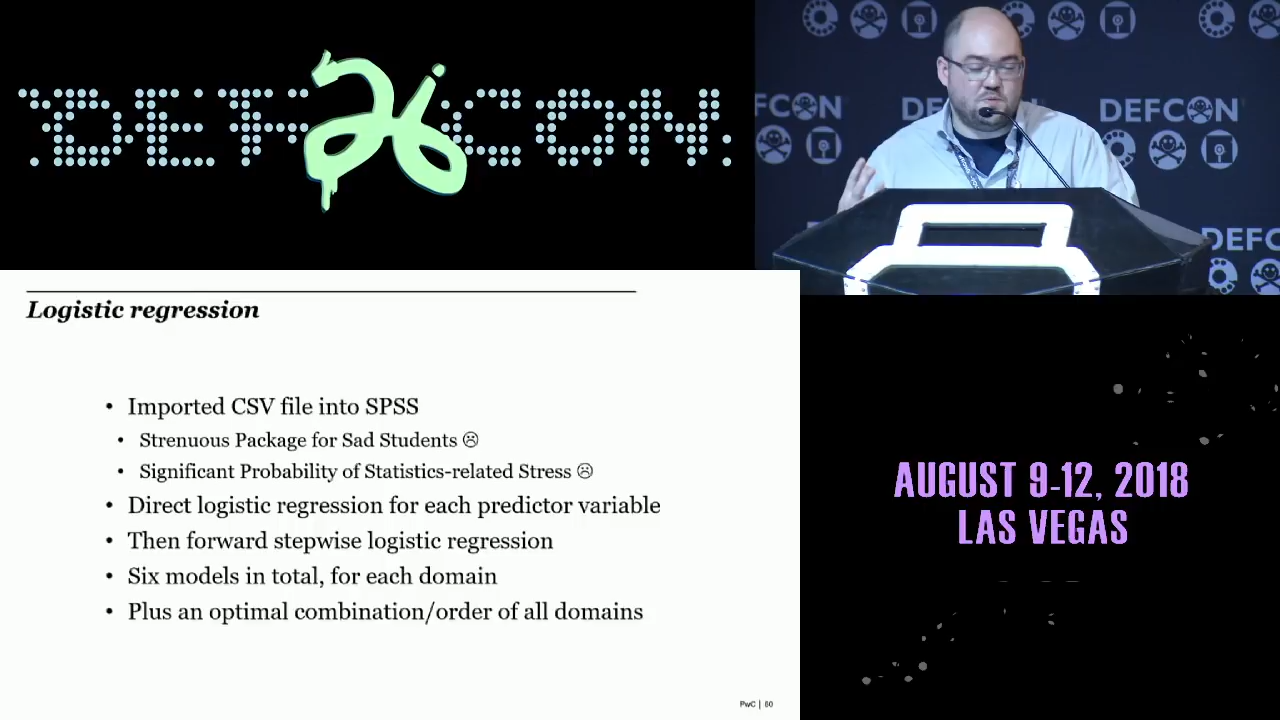 DEF 26 CON
DEFCON
DEFCON
DEFCON
DEFCON
Logistic regression
• Imported CSV file into SPSS
• Strenuous Package for Sad Students ☹
• Significant Probability of Statistics-related Stress ☹
• Direct logistic regression for each predictor variable
• Then forward stepwise logistic regression
• Six models in total, for each domain
• Plus an optimal combination/order of all domains
PwC | 60
AUGUST 9-12, 2018
LAS VEGAS